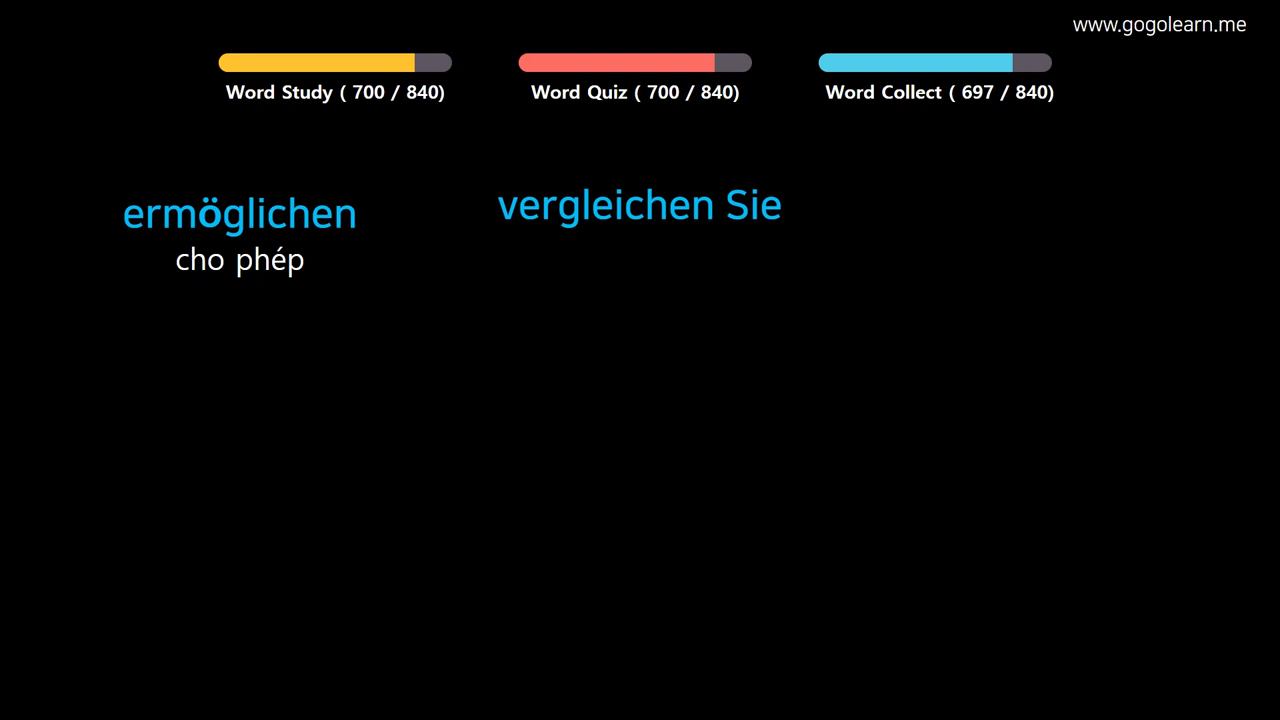 www.gogolearn.me
Word Study ( 700 / 840)
Word Quiz ( 700 / 840)
Word Collect ( 697 / 840)
ermöglichen
cho phép
vergleichen Sie